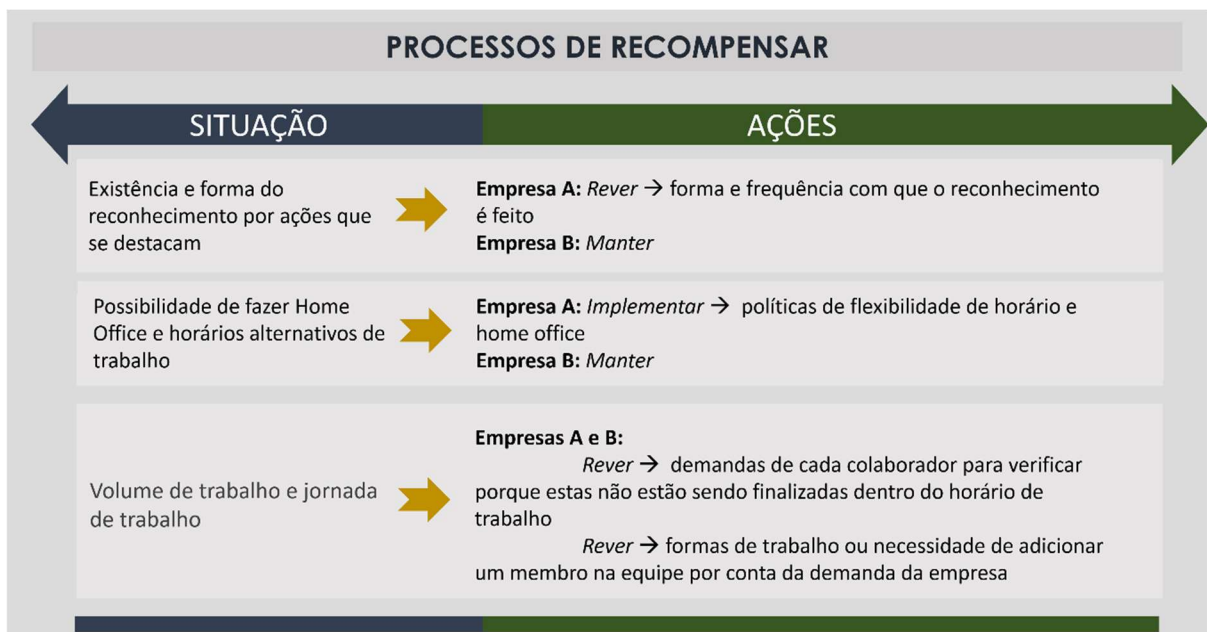 PROCESSOS DE RECOMPENSAR
SITUAÇÃO
AÇÕES
Existência e forma do
reconhecimento por ações que
se destacam
Empresa A: Rever → forma e frequência com que o reconhecimento
é feito
Empresa B: Manter
Possibilidade de fazer Home
Office e horários alternativos de
trabalho
Empresa A: Implementar → políticas de flexibilidade de horário e
home office
Empresa B: Manter
Volume de trabalho e jornada
de trabalho
Empresas A e B:
Rever → demandas de cada colaborador para verificar
porque estas não estão sendo finalizadas dentro do horário de
trabalho
Rever → formas de trabalho ou necessidade de adicionar
um membro na equipe por conta da demanda da empresa